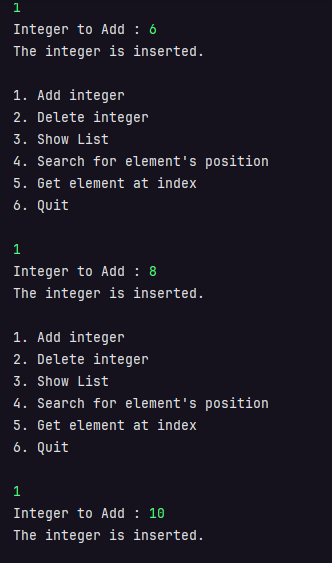 1
Integer to Add : 6
The integer is inserted.
1. Add integer
2. Delete integer
3. Show List
4. Search for element's position
5. Get element at index
6. Quit
1
Integer to Add : 8
The integer is inserted.
1. Add integer
2. Delete integer
3. Show List
4. Search for element's position
5. Get element at index
6. Quit
1
Integer to Add : 10
The integer is inserted.